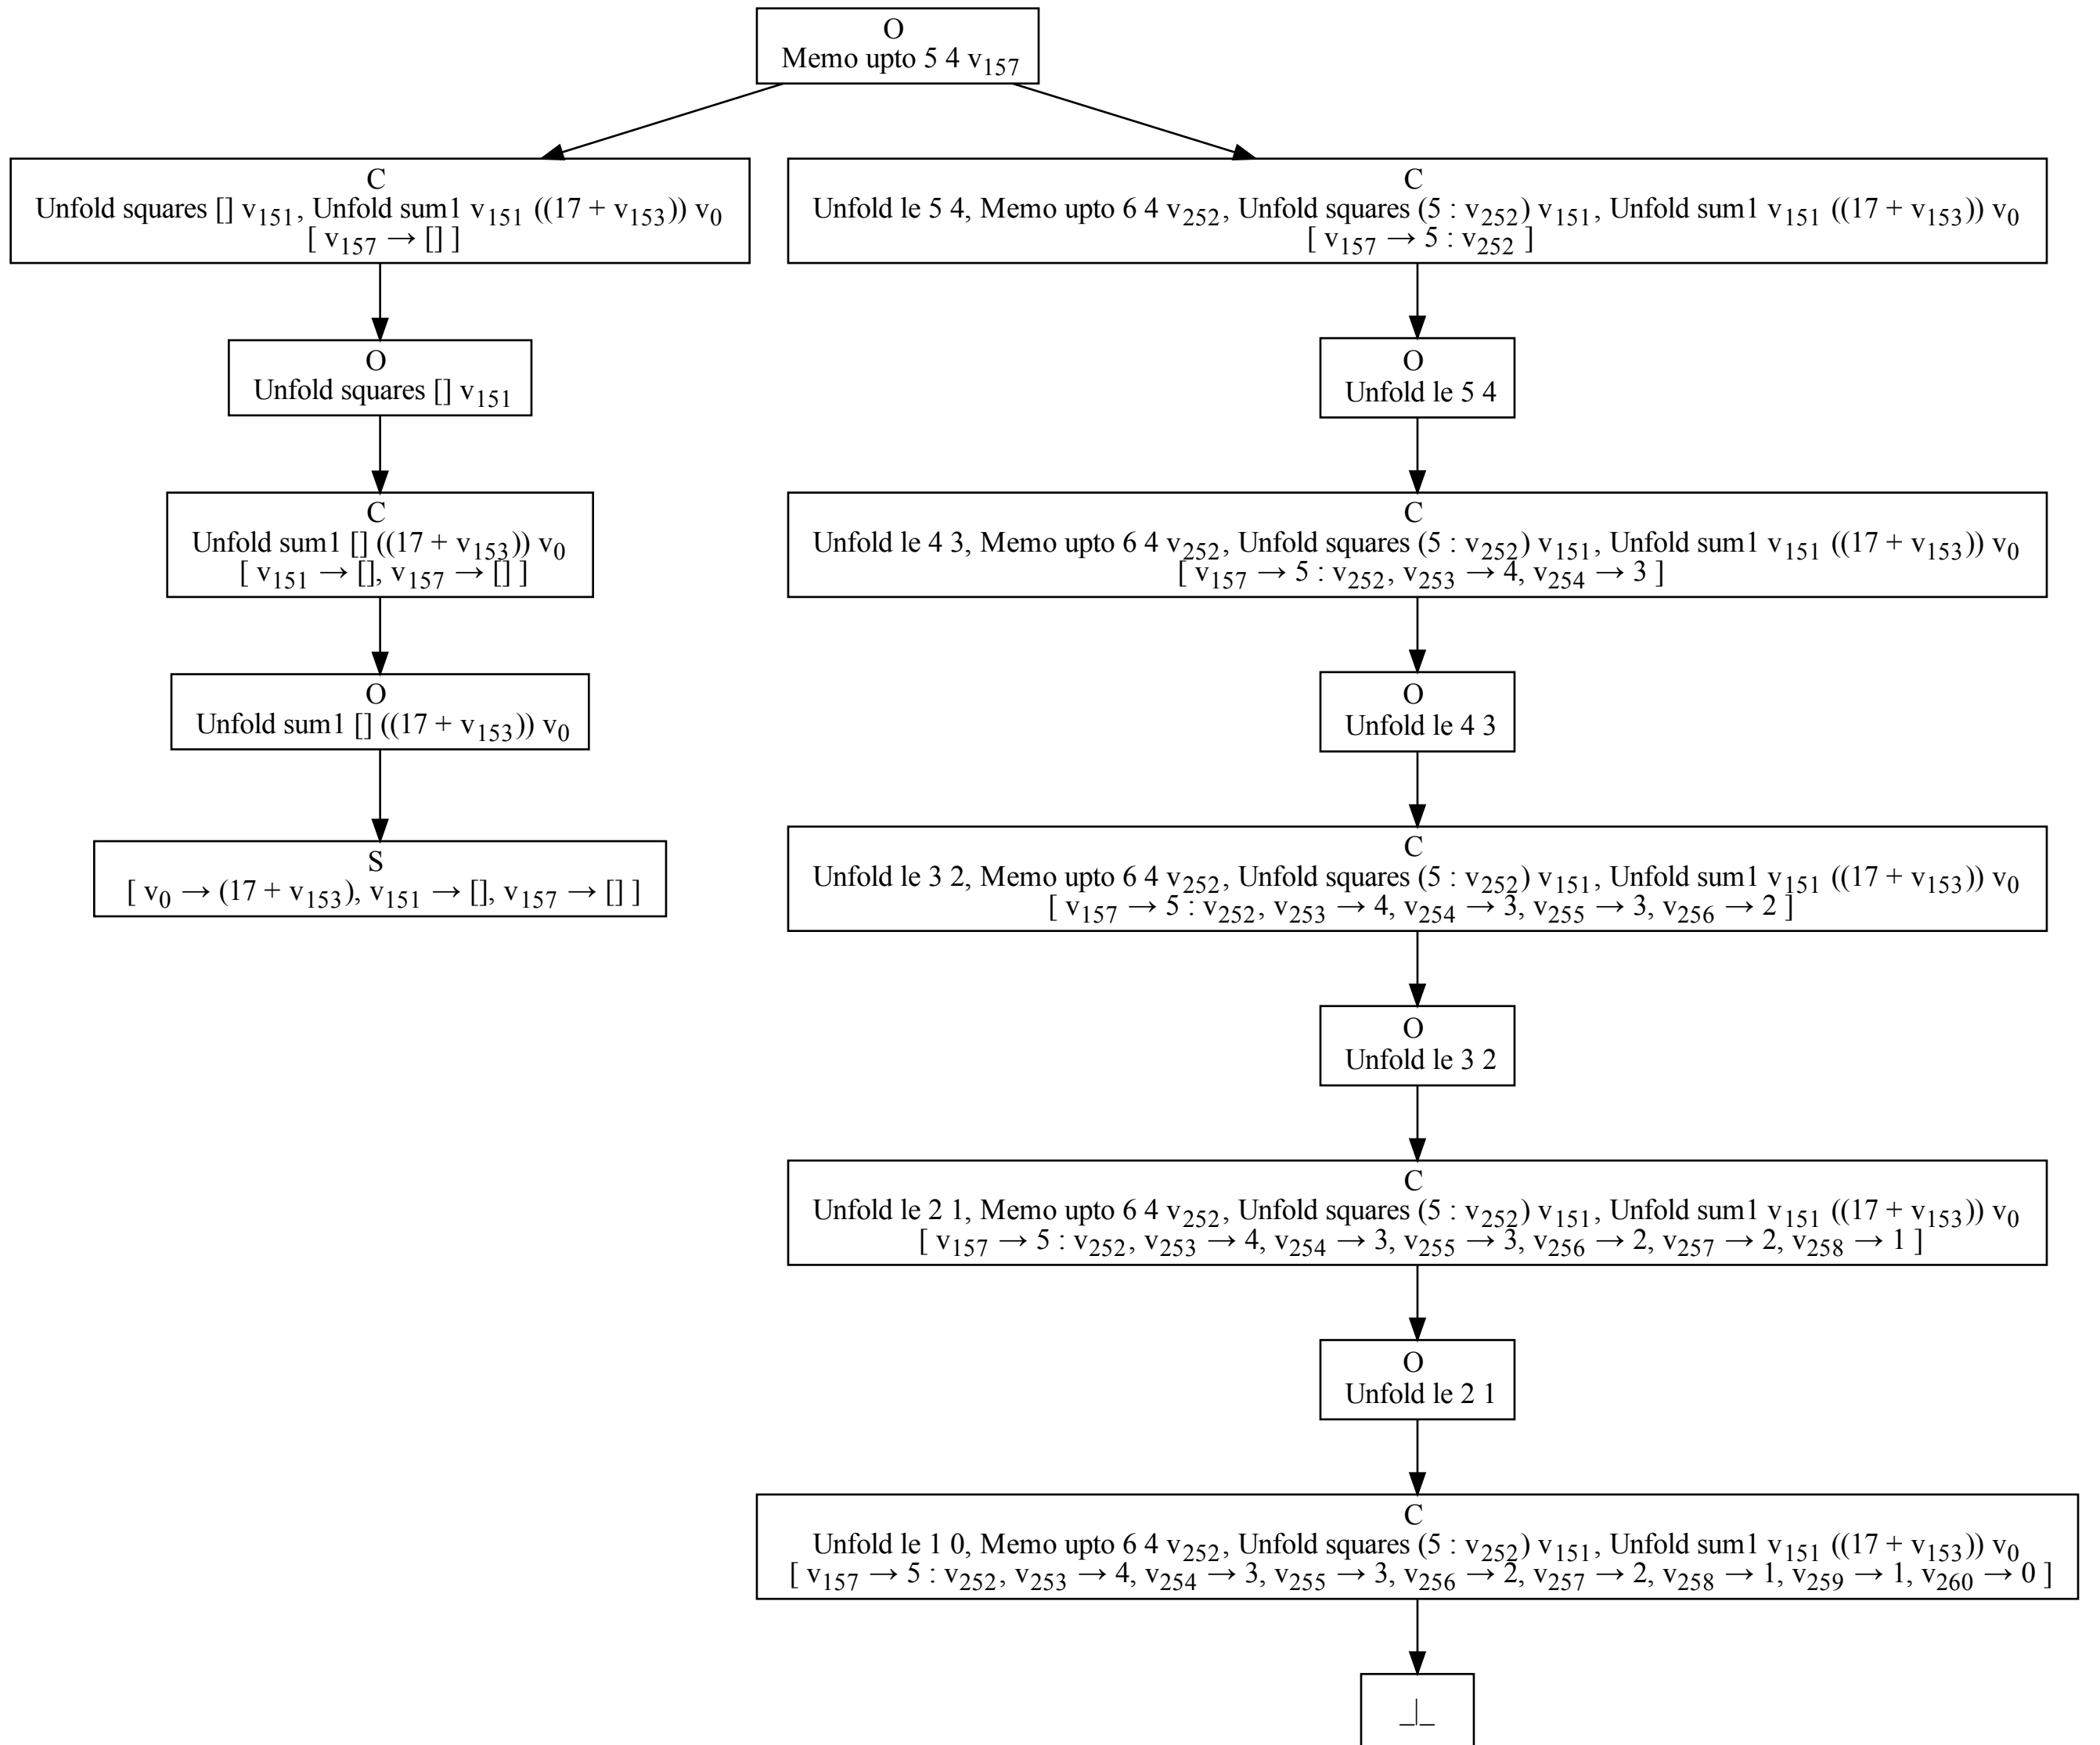 O
Memo upto 5 4 v157
C
Unfold squares [] v151, Unfold sum1 v151 ((17 + v153)) v0
[ v157 → [] ]
C
Unfold le 5 4, Memo upto 6 4 v252, Unfold squares (5 : v252) v151, Unfold sum1 v151 ((17 + v153)) v0
[ v157 → 5 : v252 ]
O
Unfold squares [] v151
O
Unfold le 5 4
C
Unfold sum1 [] ((17 + v153)) v0
[ v151 → [], v157 → [] ]
C
Unfold le 4 3, Memo upto 6 4 v252, Unfold squares (5 : v252) v151, Unfold sum1 v151 ((17 + v153)) v0
[ v157 → 5 : v252, v253 → 4, v254 → 3 ]
O
Unfold sum1 [] ((17 + v153)) v0
O
Unfold le 4 3
S
[ v0 → (17 + v153), v151 → [], v157 → [] ]
C
Unfold le 3 2, Memo upto 6 4 v252, Unfold squares (5 : v252) v151, Unfold sum1 v151 ((17 + v153)) v0
[ v157 → 5 : v252, v253 → 4, v254 → 3, v255 → 3, v256 → 2 ]
O
Unfold le 3 2
C
Unfold le 2 1, Memo upto 6 4 v252, Unfold squares (5 : v252) v151, Unfold sum1 v151 ((17 + v153)) v0
[ v157 → 5 : v252, v253 → 4, v254 → 3, v255 → 3, v256 → 2, v257 → 2, v258 → 1 ]
O
Unfold le 2 1
C
Unfold le 1 0, Memo upto 6 4 v252, Unfold squares (5 : v252) v151, Unfold sum1 v151 ((17 + v153)) v0
[ v157 → 5 : v252, v253 → 4, v254 → 3, v255 → 3, v256 → 2, v257 → 2, v258 → 1, v259 → 1, v260 → 0 ]
_|_